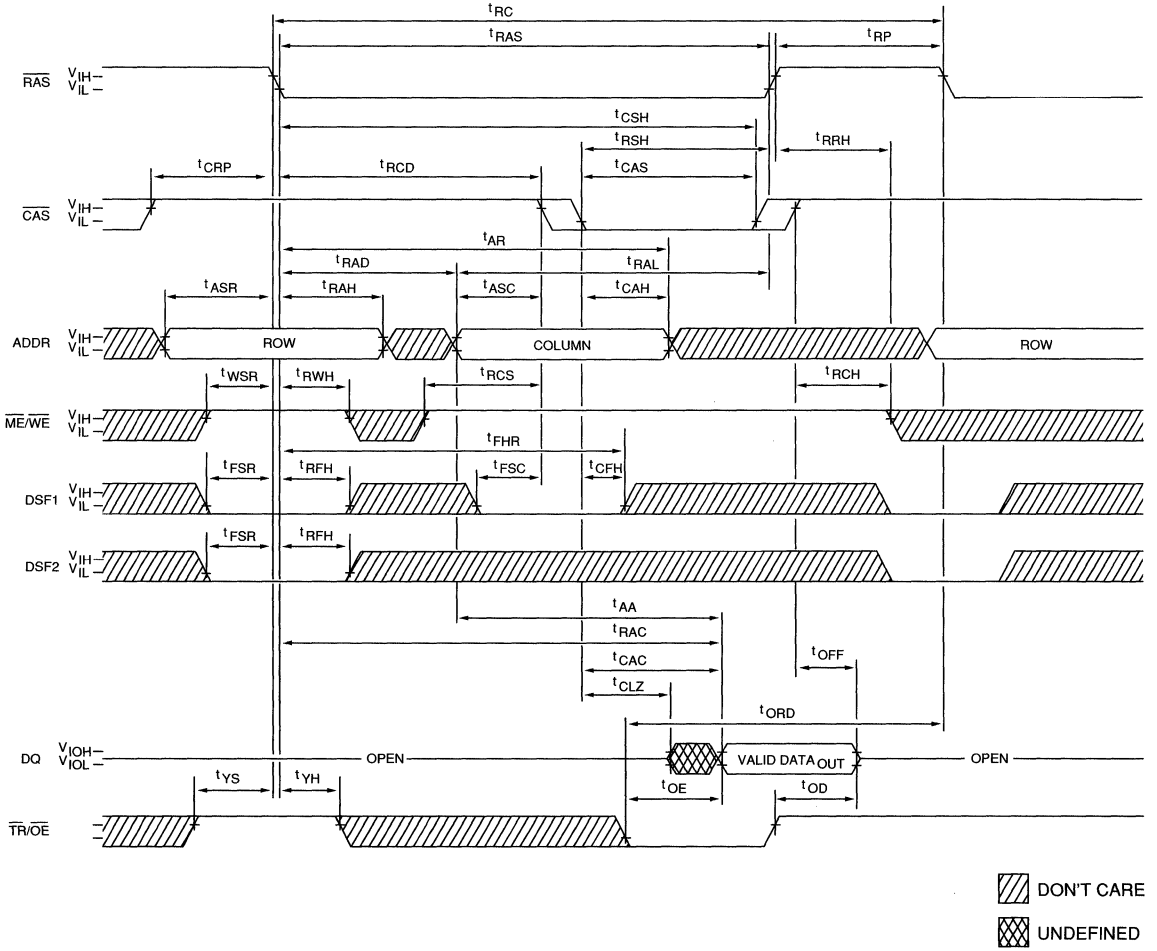 tRC
tRAS tRP
RAS VIH VIL
tCSH
tRSH tRRH
tCRP tRCD tCAS
CAS VIH VIL
tAR
tRAD tRAL
tASR tRAH tASC tCAH
ADDR VIH VIL ROW COLUMN ROW
tWSR tRWH tRCS tRCH
ME/WE VIH VIL
tFHR
tFSR tRFH tFSC tCFH
DSF1 VIH VIL
tFSR tRFH
DSF2 VIH VIL
tAA
tRAC
tCAC tOFF
tCLZ
tORD
DQ VIOH VIOL OPEN VALID DATA OUT OPEN
tYS tYH tOE tOD
TR/OE
DON'T CARE
UNDEFINED